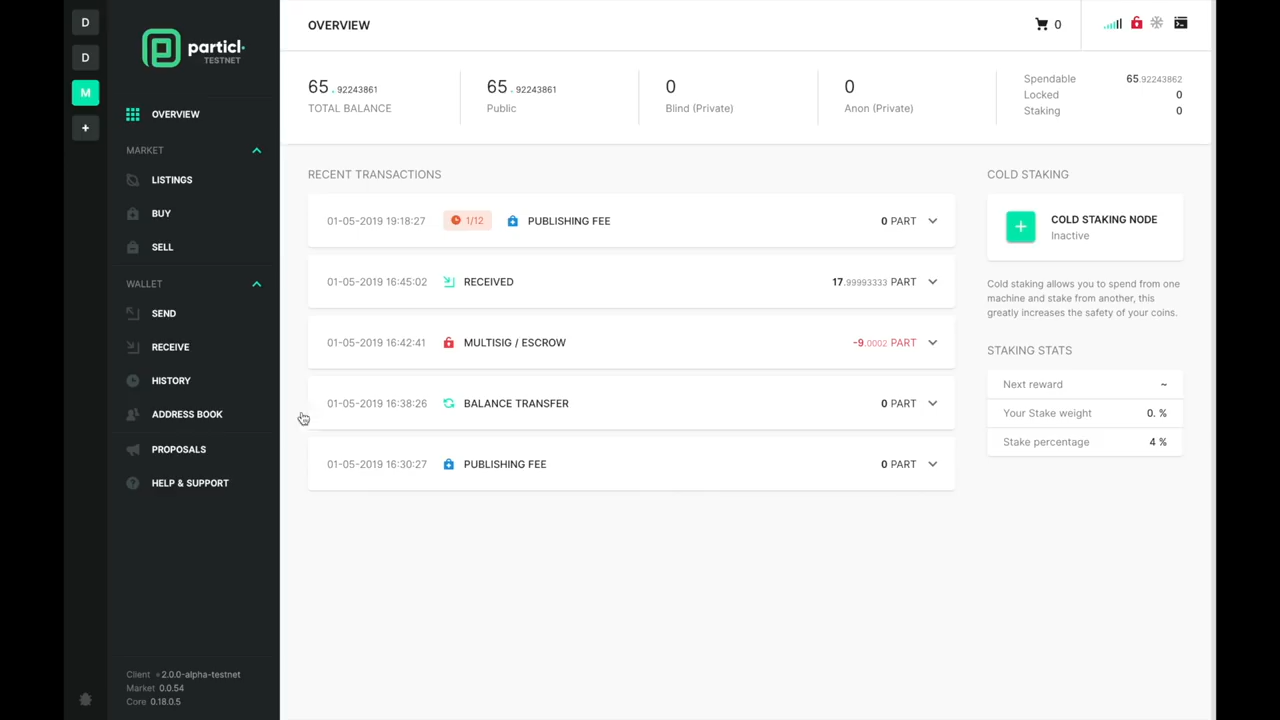 D
D
M
+
particl
TESTNET
OVERVIEW
MARKET
LISTINGS
BUY
SELL
WALLET
SEND
RECEIVE
HISTORY
ADDRESS BOOK
PROPOSALS
HELP & SUPPORT
Client 2.0.0-alpha-testnet
Market 0.0.54
Core 0.18.0.5
OVERVIEW
0
65.92243861
TOTAL BALANCE
65.92243861
Public
0
Blind (Private)
0
Anon (Private)
Spendable 65.92243862
Locked 0
Staking 0
RECENT TRANSACTIONS
01-05-2019 19:18:27 1/12 PUBLISHING FEE 0 PART
01-05-2019 16:45:02 RECEIVED 17.99993333 PART
01-05-2019 16:42:41 MULTISIG / ESCROW -9.0002 PART
01-05-2019 16:38:26 BALANCE TRANSFER 0 PART
01-05-2019 16:30:27 PUBLISHING FEE 0 PART
COLD STAKING
+
COLD STAKING NODE
Inactive
Cold staking allows you to spend from one
machine and stake from another, this
greatly increases the safety of your coins.
STAKING STATS
Next reward ~
Your Stake weight 0. %
Stake percentage 4 %